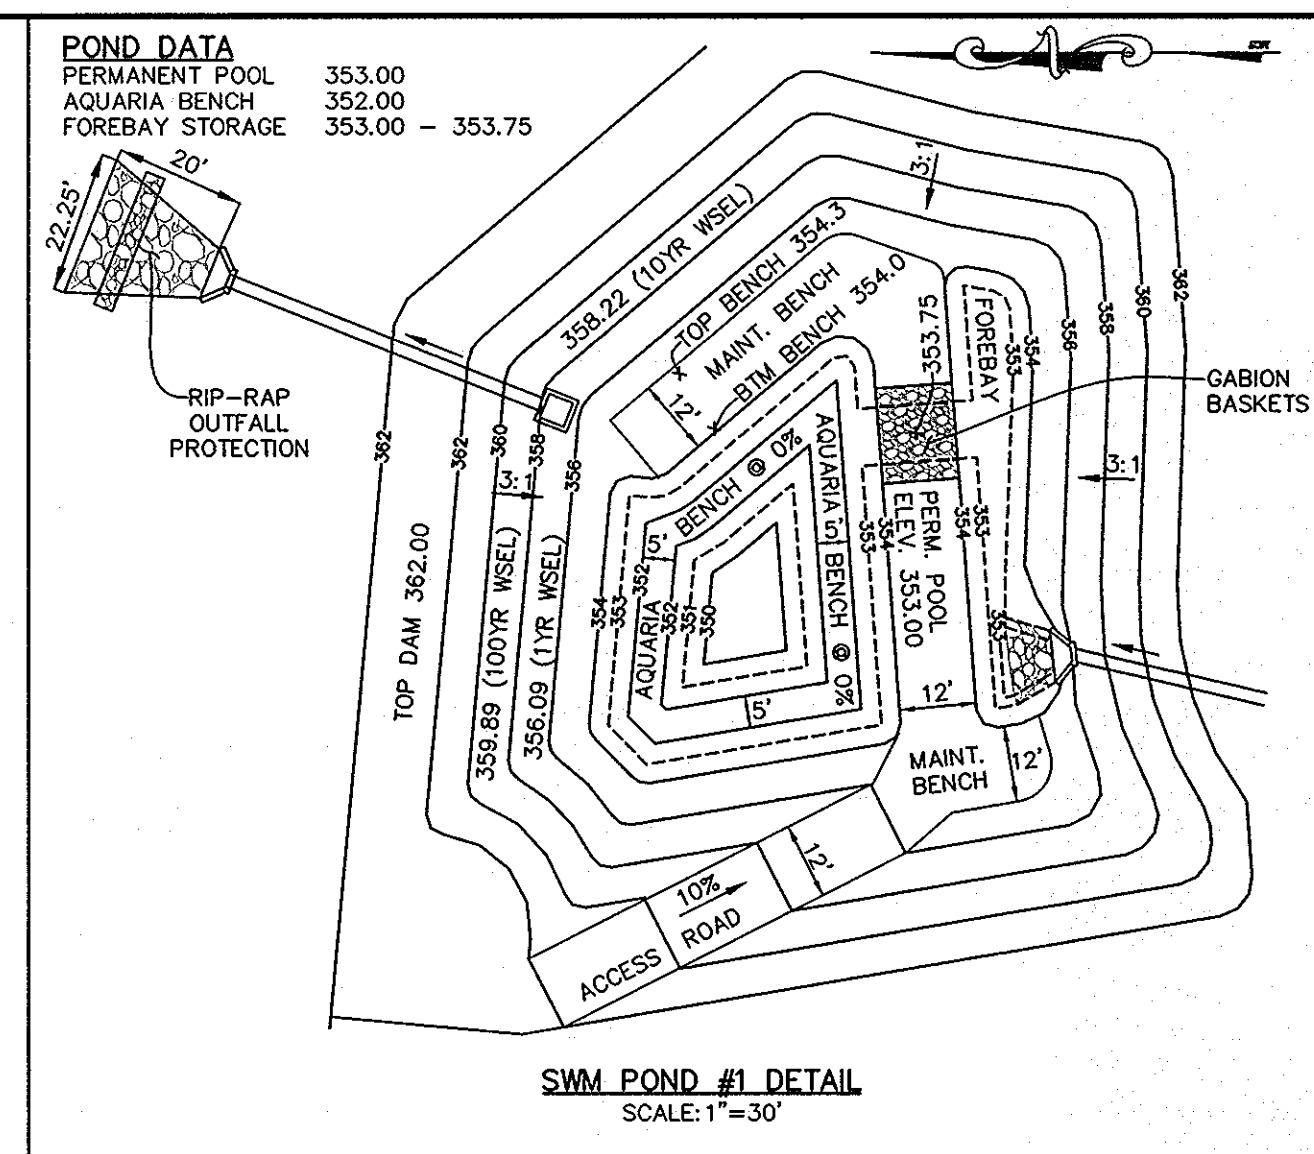 POND DATA
PERMANENT POOL 353.00
AQUARIA BENCH 352.00
FOREBAY STORAGE 353.00 - 353.75
20'
22.25'
RIP-RAP
OUTFALL
PROTECTION
362
362
360
358
356
3:1
TOP DAM 362.00
359.89 (100YR WSEL)
356.09 (1YR WSEL)
358.22 (10YR WSEL)
TOP BENCH 354.3
MAINT. BENCH
BTM BENCH 354.0
12'
3:1
353.75
FOREBAY
353
354
356
358
360
362
GABION
BASKETS
3:1
AQUARIA BENCH @ 0%
5'
AQUARIA BENCH @ 0%
5'
354
353
352
352
351
350
5'
353
354
PERM. POOL
ELEV. 353.00
354
353
353
12'
MAINT.
BENCH
12'
12'
10%
ACCESS ROAD
SWM POND #1 DETAIL
SCALE: 1"=30'